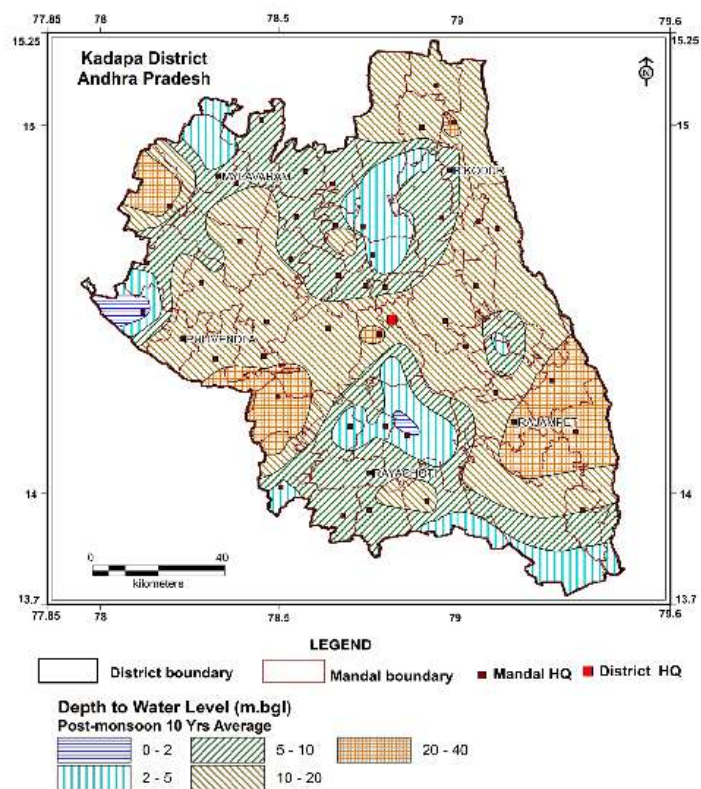 77.85 78 78.5 79 79.6
15.25 15.25
Kadapa District
Andhra Pradesh
N
15 15
B.KODUR
MYLAVARAM
PULIVENDLA
RAJAMPET
RAYACHOTI
14 14
0 40
kilometers
13.7 13.7
77.85 78 78.5 79 79.6
LEGEND
District boundary Mandal boundary Mandal HQ District HQ
Depth to Water Level (m.bgl)
Post-monsoon 10 Yrs Average
0 - 2 5 - 10 20 - 40
2 - 5 10 - 20